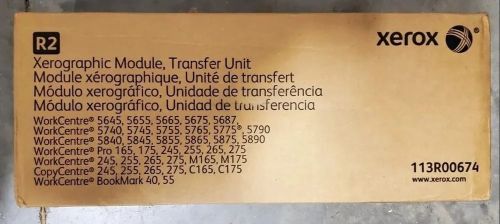 R2
xerox
Xerographic Module, Transfer Unit
Module xérographique, Unité de transfert
Módulo xerográfico, Unidade de transferência
Módulo xerográfico, Unidad de transferencia
WorkCentre® 5645, 5655, 5665, 5675, 5687,
WorkCentre® 5740, 5745, 5755, 5765, 5775®, 5790
WorkCentre® 5840, 5845, 5855, 5865, 5875, 5890
WorkCentre® Pro 165, 175, 245, 255, 265, 275
WorkCentre® 245, 255, 265, 275, M165, M175
CopyCentre® 245, 255, 265, 275, C165, C175
WorkCentre® BookMark 40, 55
113R00674
www.xerox.com